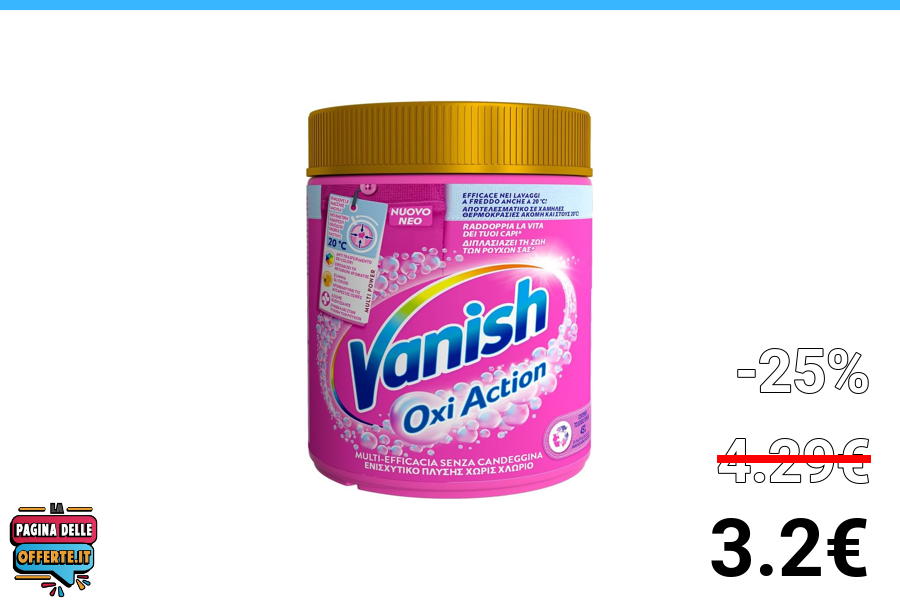 EFFICACE NEI LAVAGGI
A FREDDO ANCHE A 20 °C!
ΑΠΟΤΕΛΕΣΜΑΤΙΚΟ ΣΕ ΧΑΜΗΛΕΣ
ΘΕΡΜΟΚΡΑΣΙΕΣ ΑΚΟΜΗ ΚΑΙ ΣΤΟΥΣ 20°C!
NUOVO
NEO
RADDOPPIA LA VITA
DEI TUOI CAPI*
ΔΙΠΛΑΣΙΑΖΕΙ ΤΗ ΖΩΗ
ΤΩΝ ΡΟΥΧΩΝ ΣΑΣ*
20 °C
MULTI POWER
Vanish
Oxi Action
MULTI-EFFICACIA SENZA CANDEGGINA
ΕΝΙΣΧΥΤΙΚΟ ΠΛΥΣΗΣ ΧΩΡΙΣ ΧΛΩΡΙΟ
-25%
4.29€
3.2€
LA
PAGINA DELLE
OFFERTE.IT